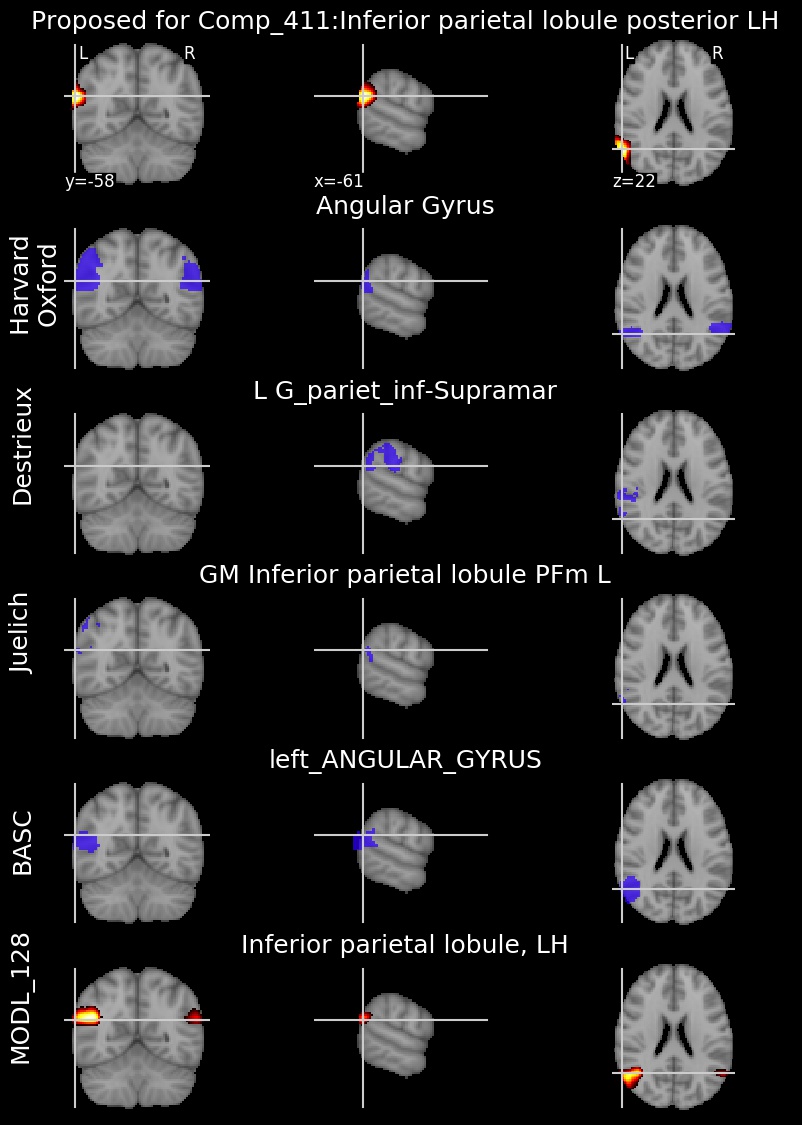 Proposed for Comp_411:Inferior parietal lobule posterior LH
L R
L R
y=-58
x=-61
z=22
Angular Gyrus
Harvard
Oxford
L G_pariet_inf-Supramar
Destrieux
GM Inferior parietal lobule PFm L
Juelich
left_ANGULAR_GYRUS
BASC
Inferior parietal lobule, LH
MODL_128